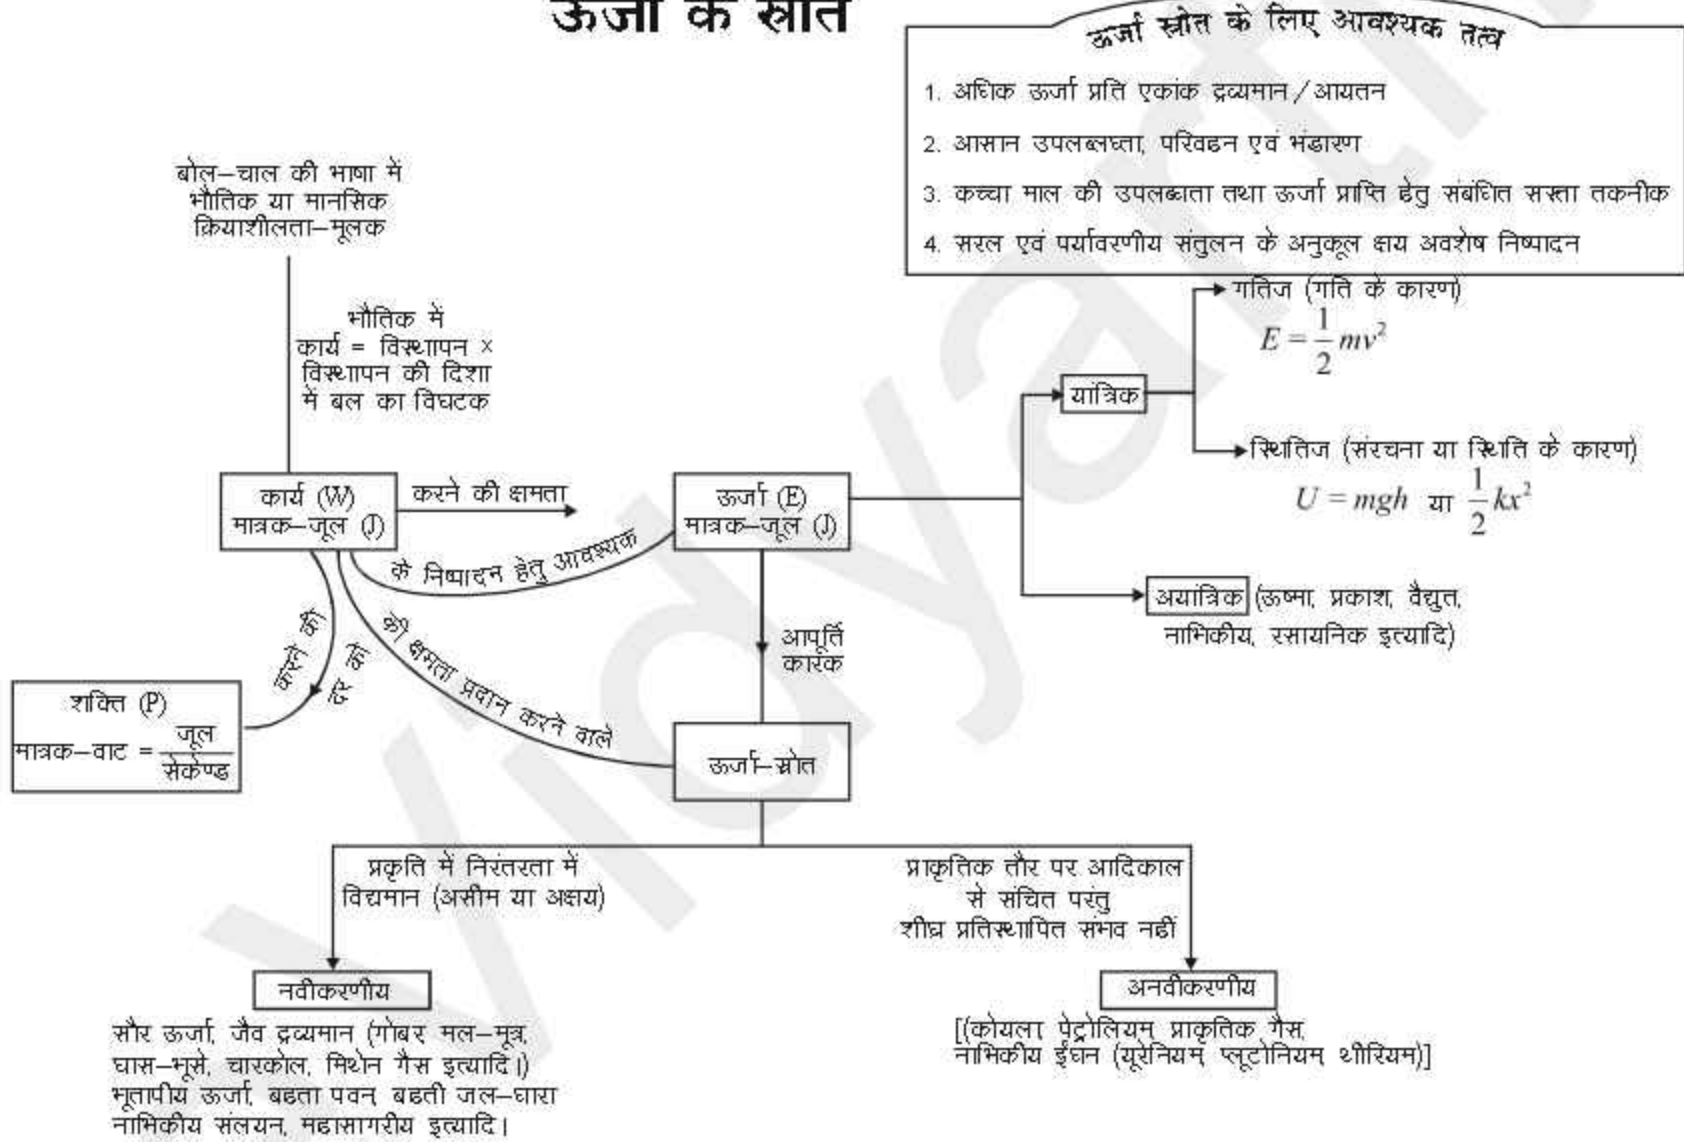 ऊर्जा के स्रोत
ऊर्जा स्रोत के लिए आवश्यक तत्व
1. अधिक ऊर्जा प्रति एकांक द्रव्यमान / आयतन
2. आसान उपलब्लघ्ता, परिवहन एवं भंडारण
3. कच्चा माल की उपलब्धता तथा ऊर्जा प्राप्ति हेतु संबंधित सस्ता तकनीक
4. सरल एवं पर्यावरणीय संतुलन के अनुकूल क्षय अवशेष निष्पादन
बोल–चाल की भाषा में
भौतिक या मानसिक
क्रियाशीलता–मूलक
भौतिक में
कार्य = विस्थापन ×
विस्थापन की दिशा
में बल का विघटक
कार्य (W)
मात्रक–जूल (J)
करने की क्षमता
ऊर्जा (E)
मात्रक–जूल (J)
के निष्पादन हेतु आवश्यक
यांत्रिक
गतिज (गति के कारण)
E = 1/2 mv²
स्थितिज (संरचना या स्थिति के कारण)
U = mgh या 1/2 kx²
अयांत्रिक (ऊष्मा, प्रकाश, वैद्युत,
नाभिकीय, रसायनिक इत्यादि)
आपूर्ति
कारक
करने की
दर को
की क्षमता प्रदान करने वाले
शक्ति (P)
मात्रक–वाट = जूल/सेकेण्ड
ऊर्जा–स्रोत
प्रकृति में निरंतरता में
विद्यमान (असीम या अक्षय)
प्राकृतिक तौर पर आदिकाल
से संचित परंतु
शीघ्र प्रतिस्थापित संभव नहीं
नवीकरणीय
सौर ऊर्जा, जैव द्रव्यमान (गोबर, मल–मूत्र,
घास–भूसे, चारकोल, मिथेन गैस इत्यादि।)
भूतापीय ऊर्जा, बहता पवन, बहती जल–धारा
नाभिकीय संलयन, महासागरीय इत्यादि।
अनवीकरणीय
[(कोयला, पेट्रोलियम, प्राकृतिक गैस,
नाभिकीय ईंधन (यूरेनियम, प्लूटोनियम, थोरियम)]